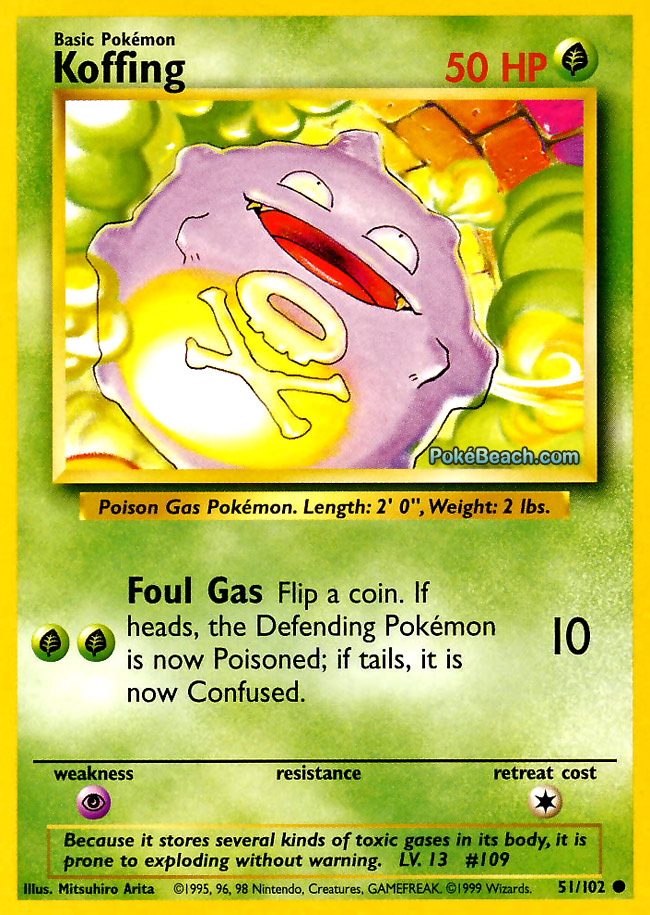 Basic Pokémon
Koffing
50 HP
PokéBeach.com
Poison Gas Pokémon. Length: 2' 0", Weight: 2 lbs.
Foul Gas Flip a coin. If
heads, the Defending Pokémon
is now Poisoned; if tails, it is
now Confused.
10
weakness
resistance
retreat cost
Because it stores several kinds of toxic gases in its body, it is
prone to exploding without warning. LV. 13 #109
Illus. Mitsuhiro Arita ©1995, 96, 98 Nintendo, Creatures, GAMEFREAK. ©1999 Wizards. 51/102